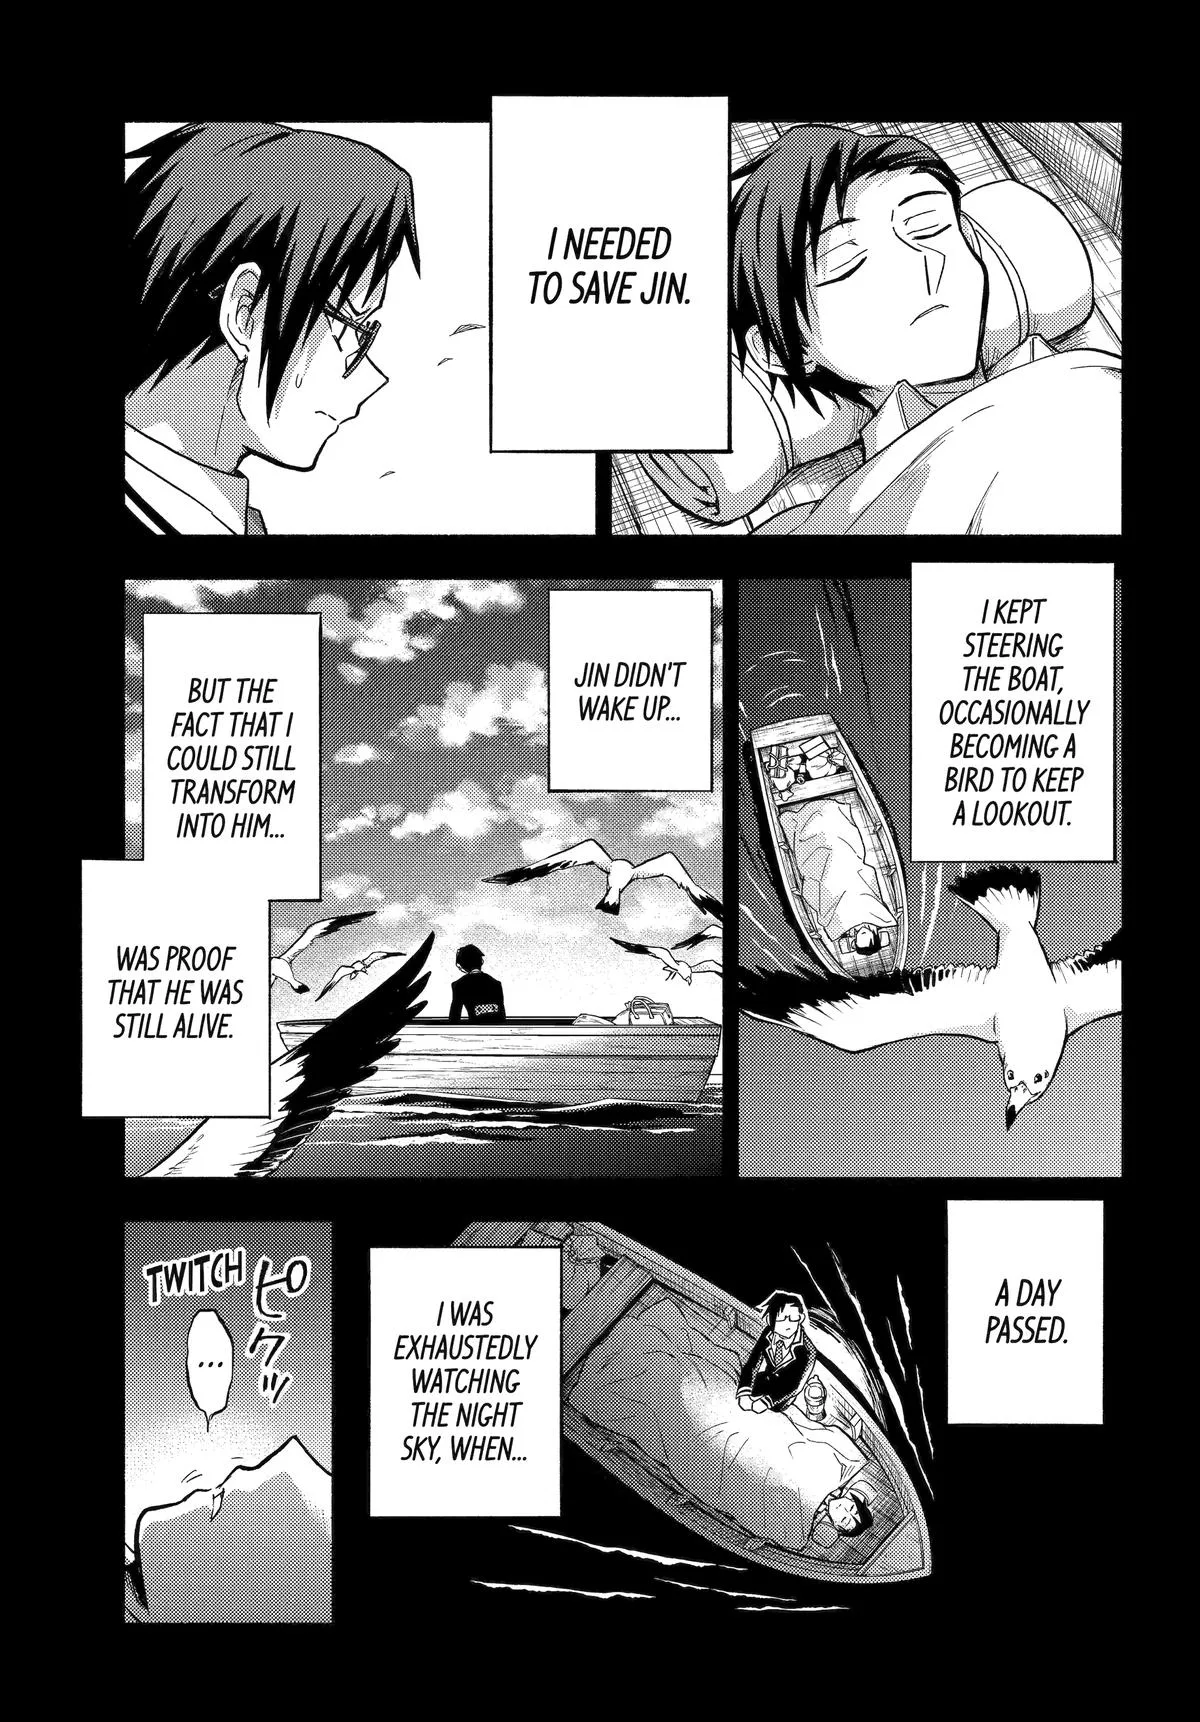 I NEEDED
TO SAVE JIN.
I KEPT
STEERING
THE BOAT,
OCCASIONALLY
BECOMING A
BIRD TO KEEP
A LOOKOUT.
JIN DIDN'T
WAKE UP...
BUT THE
FACT THAT I
COULD STILL
TRANSFORM
INTO HIM...
WAS PROOF
THAT HE WAS
STILL ALIVE.
A DAY
PASSED.
I WAS
EXHAUSTEDLY
WATCHING
THE NIGHT
SKY, WHEN...
ピクッ
TWITCH
...